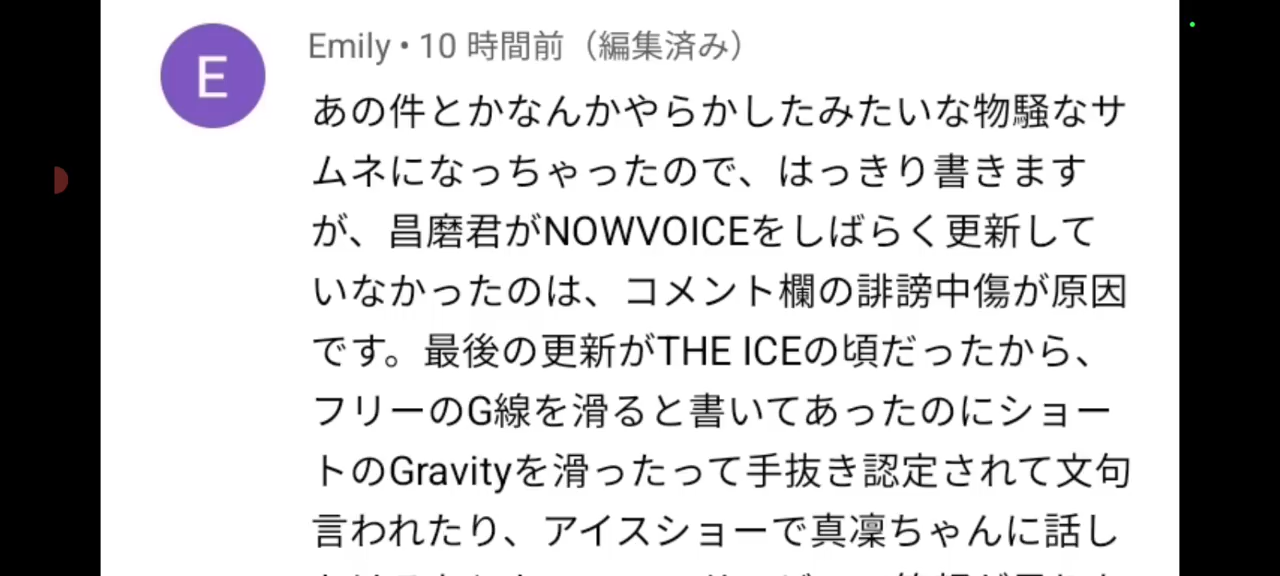 E
Emily • 10 時間前（編集済み）
あの件とかなんかやらかしたみたいな物騒なサ
ムネになっちゃったので、はっきり書きます
が、昌磨君がNOWVOICEをしばらく更新して
いなかったのは、コメント欄の誹謗中傷が原因
です。最後の更新がTHE ICEの頃だったから、
フリーのG線を滑ると書いてあったのにショー
トのGravityを滑ったって手抜き認定されて文句
言われたり、アイスショーで真凜ちゃんに話し